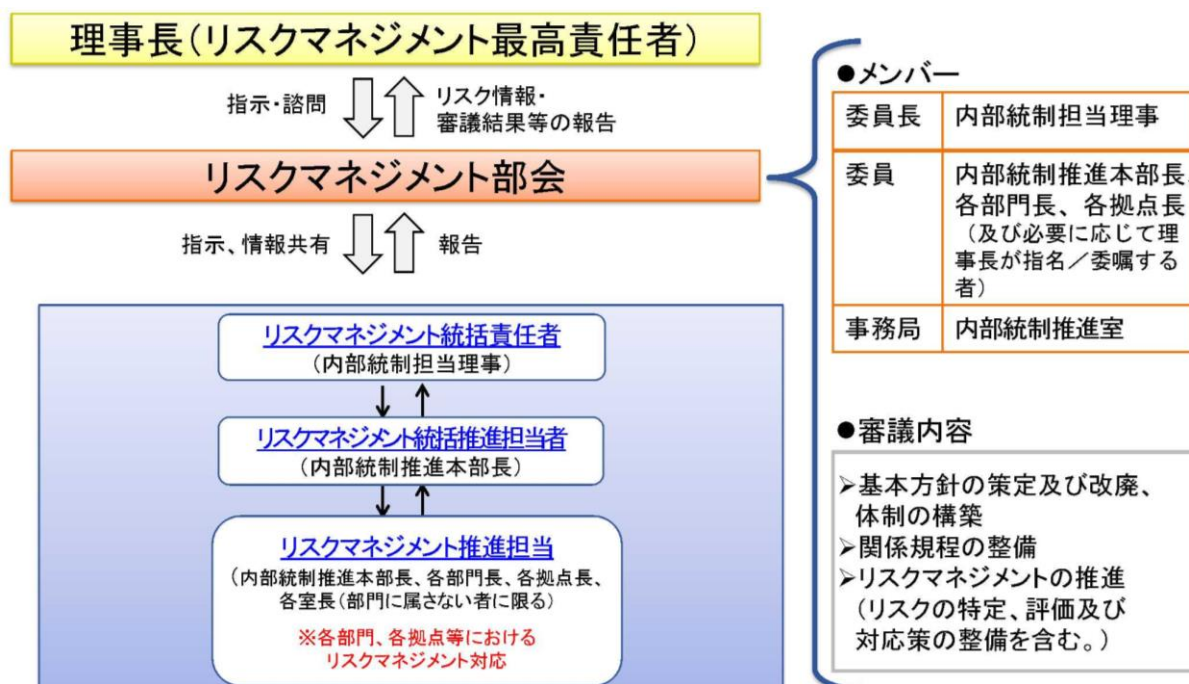 理事長(リスクマネジメント最高責任者)
指示・諮問
リスク情報・
審議結果等の報告
リスクマネジメント部会
指示、情報共有
報告
リスクマネジメント統括責任者
(内部統制担当理事)
リスクマネジメント統括推進担当者
(内部統制推進本部長)
リスクマネジメント推進担当
(内部統制推進本部長、各部門長、各拠点長、
各室長(部門に属さない者に限る)
※各部門、各拠点等における
リスクマネジメント対応
●メンバー
委員長 内部統制担当理事
委員 内部統制推進本部長、
各部門長、各拠点長
(及び必要に応じて理
事長が指名/委嘱する
者)
事務局 内部統制推進室
●審議内容
➢基本方針の策定及び改廃、
体制の構築
➢関係規程の整備
➢リスクマネジメントの推進
(リスクの特定、評価及び
対応策の整備を含む。)